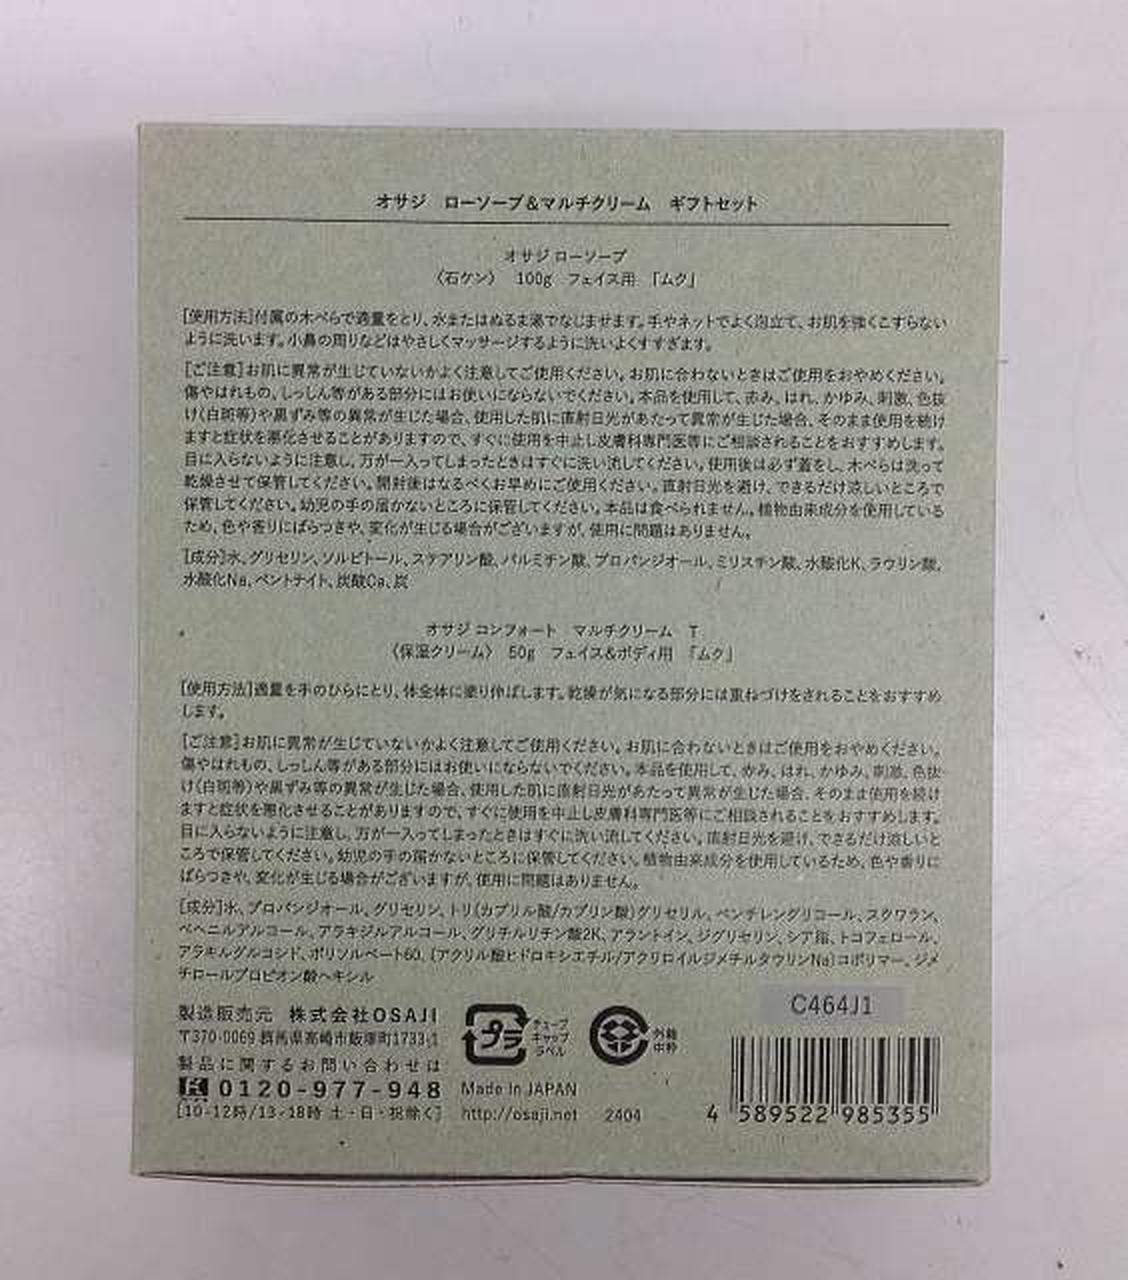 オサジ　ローソープ&マルチクリーム　ギフトセット
オサジ ローソープ
〈石ケン〉　100g　フェイス用　「ムク」
[使用方法]付属の木べらで適量をとり、水またはぬるま湯でなじませます。手やネットでよく泡立て、お肌を強くこすらない
ように洗います。小鼻の周りなどはやさしくマッサージするように洗いよくすすぎます。
[ご注意]お肌に異常が生じていないかよく注意してご使用ください。お肌に合わないときはご使用をおやめください。
傷やはれもの、しっしん等がある部分にはお使いにならないでください。本品を使用して、赤み、はれ、かゆみ、刺激、色抜
け(白斑等)や黒ずみ等の異常が生じた場合、使用した肌に直射日光があたって異常が生じた場合、そのまま使用を続け
ますと症状を悪化させることがありますので、すぐに使用を中止し皮膚科専門医等にご相談されることをおすすめします。
目に入らないように注意し、万が一入ってしまったときはすぐに洗い流してください。使用後は必ず蓋をし、木べらは洗って
乾燥させて保管してください。開封後はなるべくお早めにご使用ください。直射日光を避け、できるだけ涼しいところで
保管してください。幼児の手の届かないところに保管してください。本品は食べられません。植物由来成分を使用している
ため、色や香りにばらつきや、変化が生じる場合がございますが、使用に問題はありません。
[成分]水、グリセリン、ソルビトール、ステアリン酸、パルミチン酸、プロパンジオール、ミリスチン酸、水酸化K、ラウリン酸、
水酸化Na、ベントナイト、炭酸Ca、炭
オサジ コンフォート　マルチクリーム　T
〈保湿クリーム〉　50g　フェイス&ボディ用　「ムク」
[使用方法]適量を手のひらにとり、体全体に塗り伸ばします。乾燥が気になる部分には重ねづけをされることをおすすめ
します。
[ご注意]お肌に異常が生じていないかよく注意してご使用ください。お肌に合わないときはご使用をおやめください。
傷やはれもの、しっしん等がある部分にはお使いにならないでください。本品を使用して、赤み、はれ、かゆみ、刺激、色抜
け(白斑等)や黒ずみ等の異常が生じた場合、使用した肌に直射日光があたって異常が生じた場合、そのまま使用を続け
ますと症状を悪化させることがありますので、すぐに使用を中止し皮膚科専門医等にご相談されることをおすすめします。
目に入らないように注意し、万が一入ってしまったときはすぐに洗い流してください。直射日光を避け、できるだけ涼しいと
ころで保管してください。幼児の手の届かないところに保管してください。植物由来成分を使用しているため、色や香りに
ばらつきや、変化が生じる場合がございますが、使用に問題はありません。
[成分]水、プロパンジオール、グリセリン、トリ(カプリル酸/カプリン酸)グリセリル、ペンチレングリコール、スクワラン、
ベヘニルアルコール、アラキジルアルコール、グリチルリチン酸2K、アラントイン、ジグリセリン、シア脂、トコフェロール、
アラキルグルコシド、ポリソルベート60、(アクリル酸ヒドロキシエチル/アクリロイルジメチルタウリンNa)コポリマー、ジメ
チロールプロピオン酸ヘキシル
C464J1
製造販売元　株式会社OSAJI
〒370-0069 群馬県高崎市飯塚町1733-1
製品に関するお問い合わせは
0120-977-948
[10-12時/13-18時 土・日・祝除く]
プラ
チューブ
キャップ
ラベル
外箱
中枠
Made in JAPAN
http://osaji.net　2404
4 589522 985355